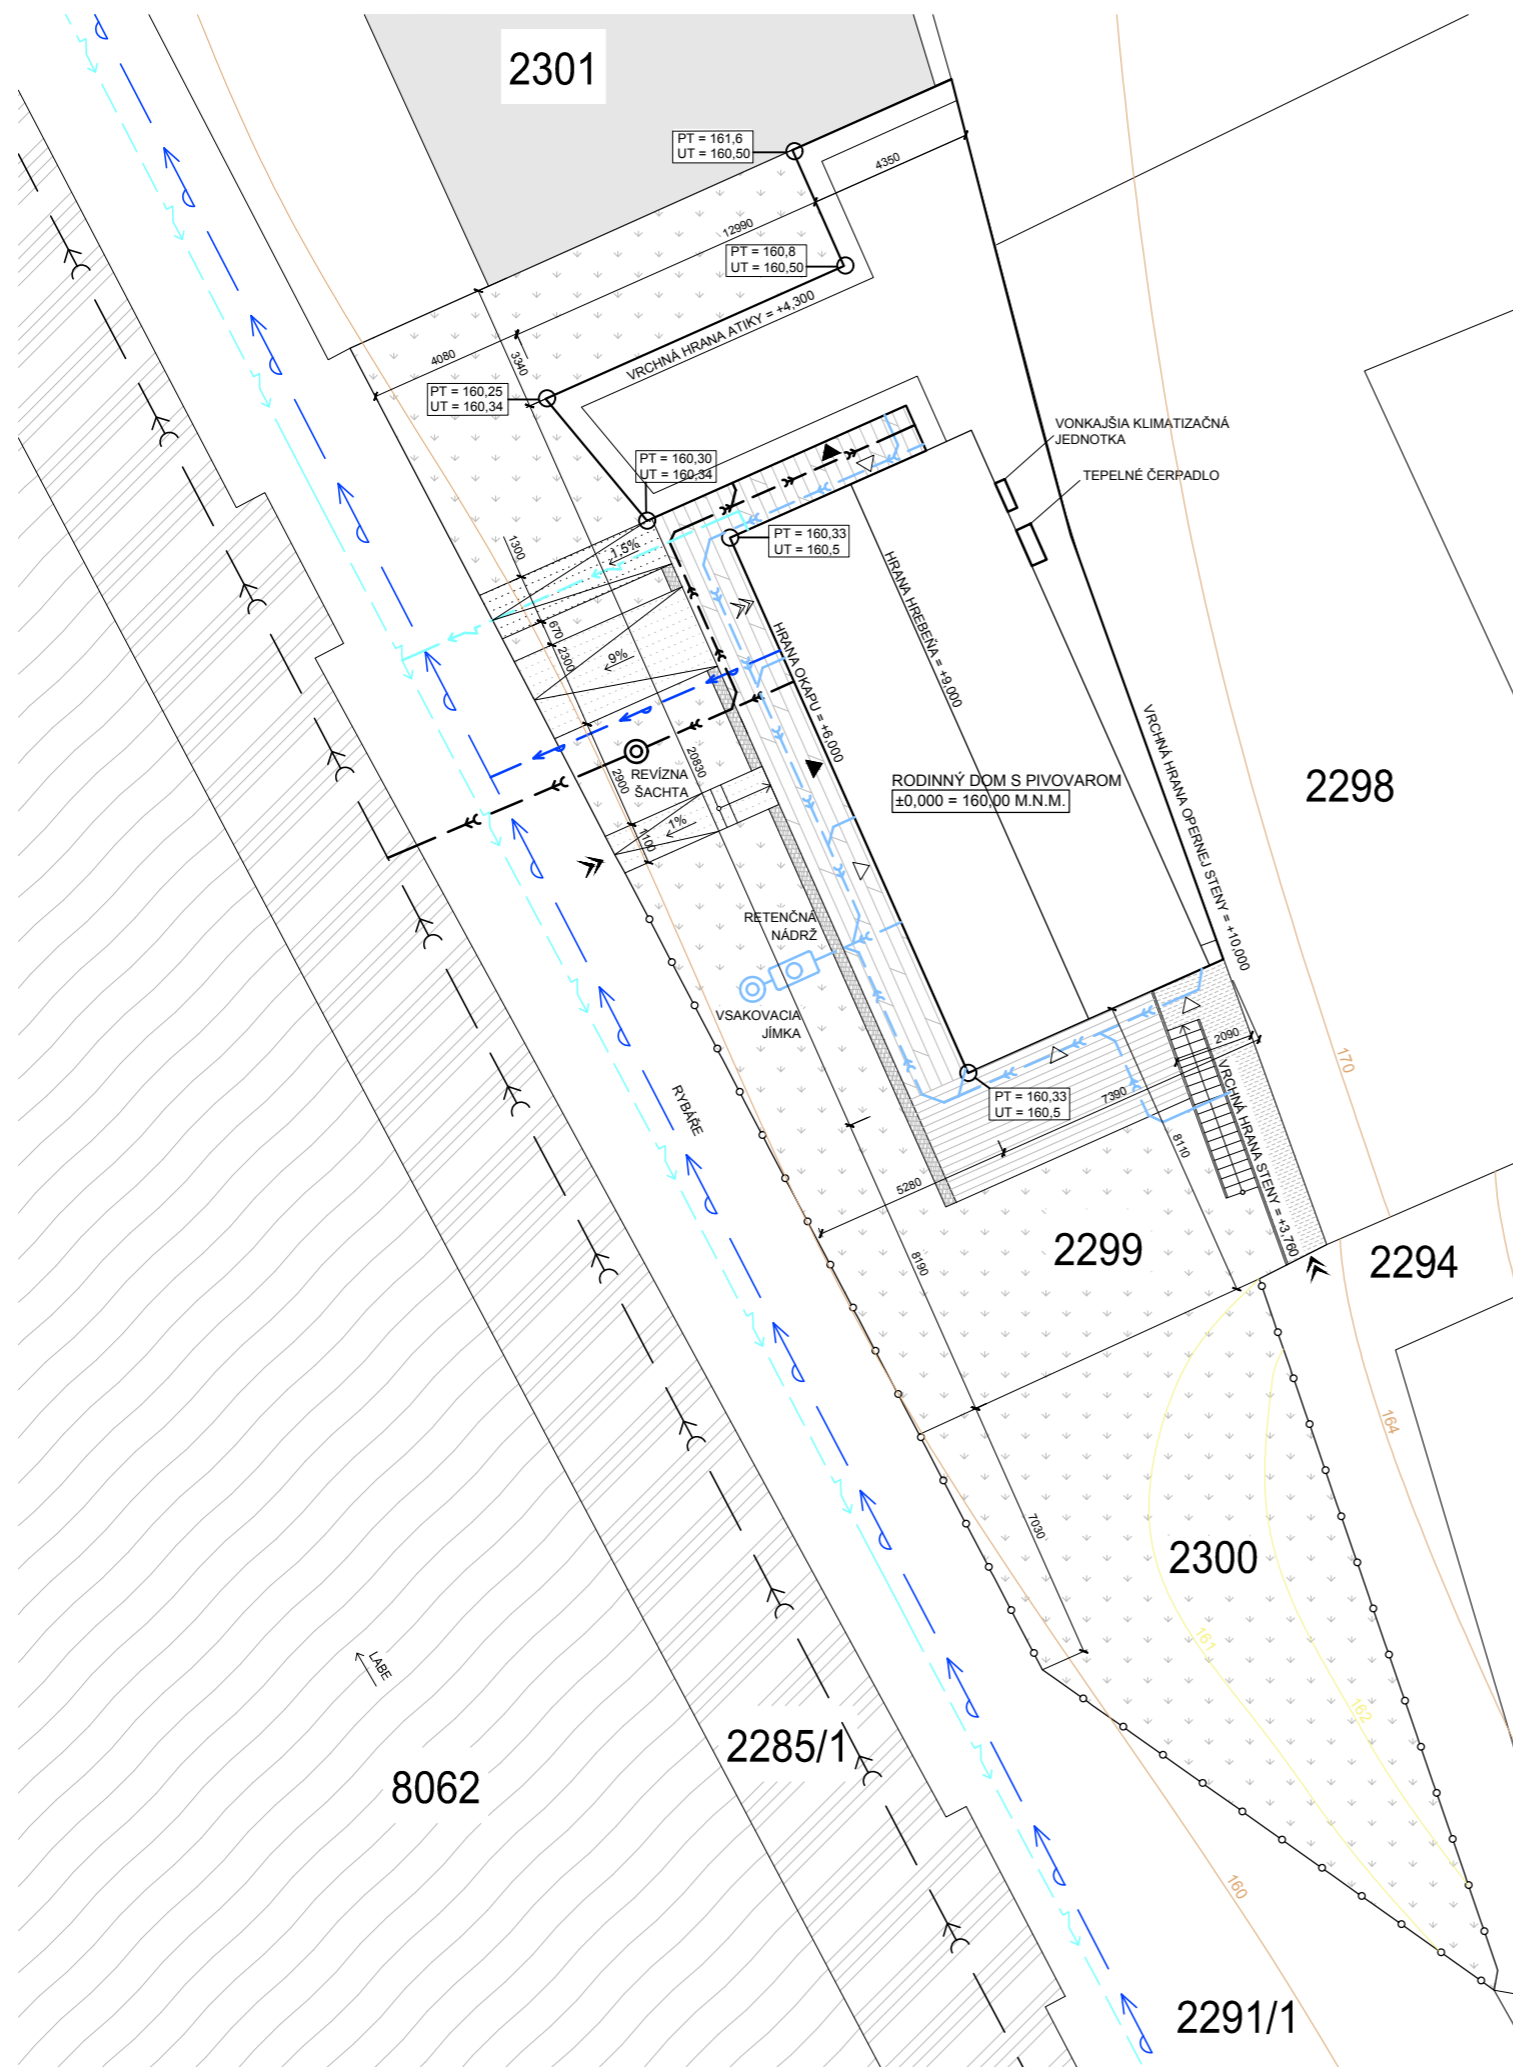 2301
PT = 161,6
UT = 160,50
4350
12990
PT = 160,8
UT = 160,50
VRCHNÁ HRANA ATIKY = +4,300
4080
3340
PT = 160,25
UT = 160,34
VONKAJŠIA KLIMATIZAČNÁ
JEDNOTKA
TEPELNÉ ČERPADLO
PT = 160,30
UT = 160,34
PT = 160,33
UT = 160,5
1300
1,5%
HRANA HREBEŇA = +9,000
670
2300
9%
HRANA OKAPU = +6,000
VRCHNÁ HRANA OPERNEJ STENY = +10,000
REVÍZNA
ŠACHTA
2900
20830
RODINNÝ DOM S PIVOVAROM
±0,000 = 160,00 M.N.M.
2298
1%
1100
RETENČNÁ
NÁDRŽ
VSAKOVACIA
JÍMKA
2090
170
RYBÁŘE
PT = 160,33
UT = 160,5
7390
VRCHNÁ HRANA STENY = +3,760
8110
5280
8190
2299
2294
164
7030
2300
161
162
LABE
2285/1
8062
160
2291/1